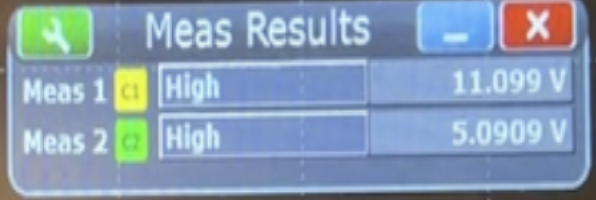 Meas Results
Meas 1 C1 High 11.099 V
Meas 2 C2 High 5.0909 V